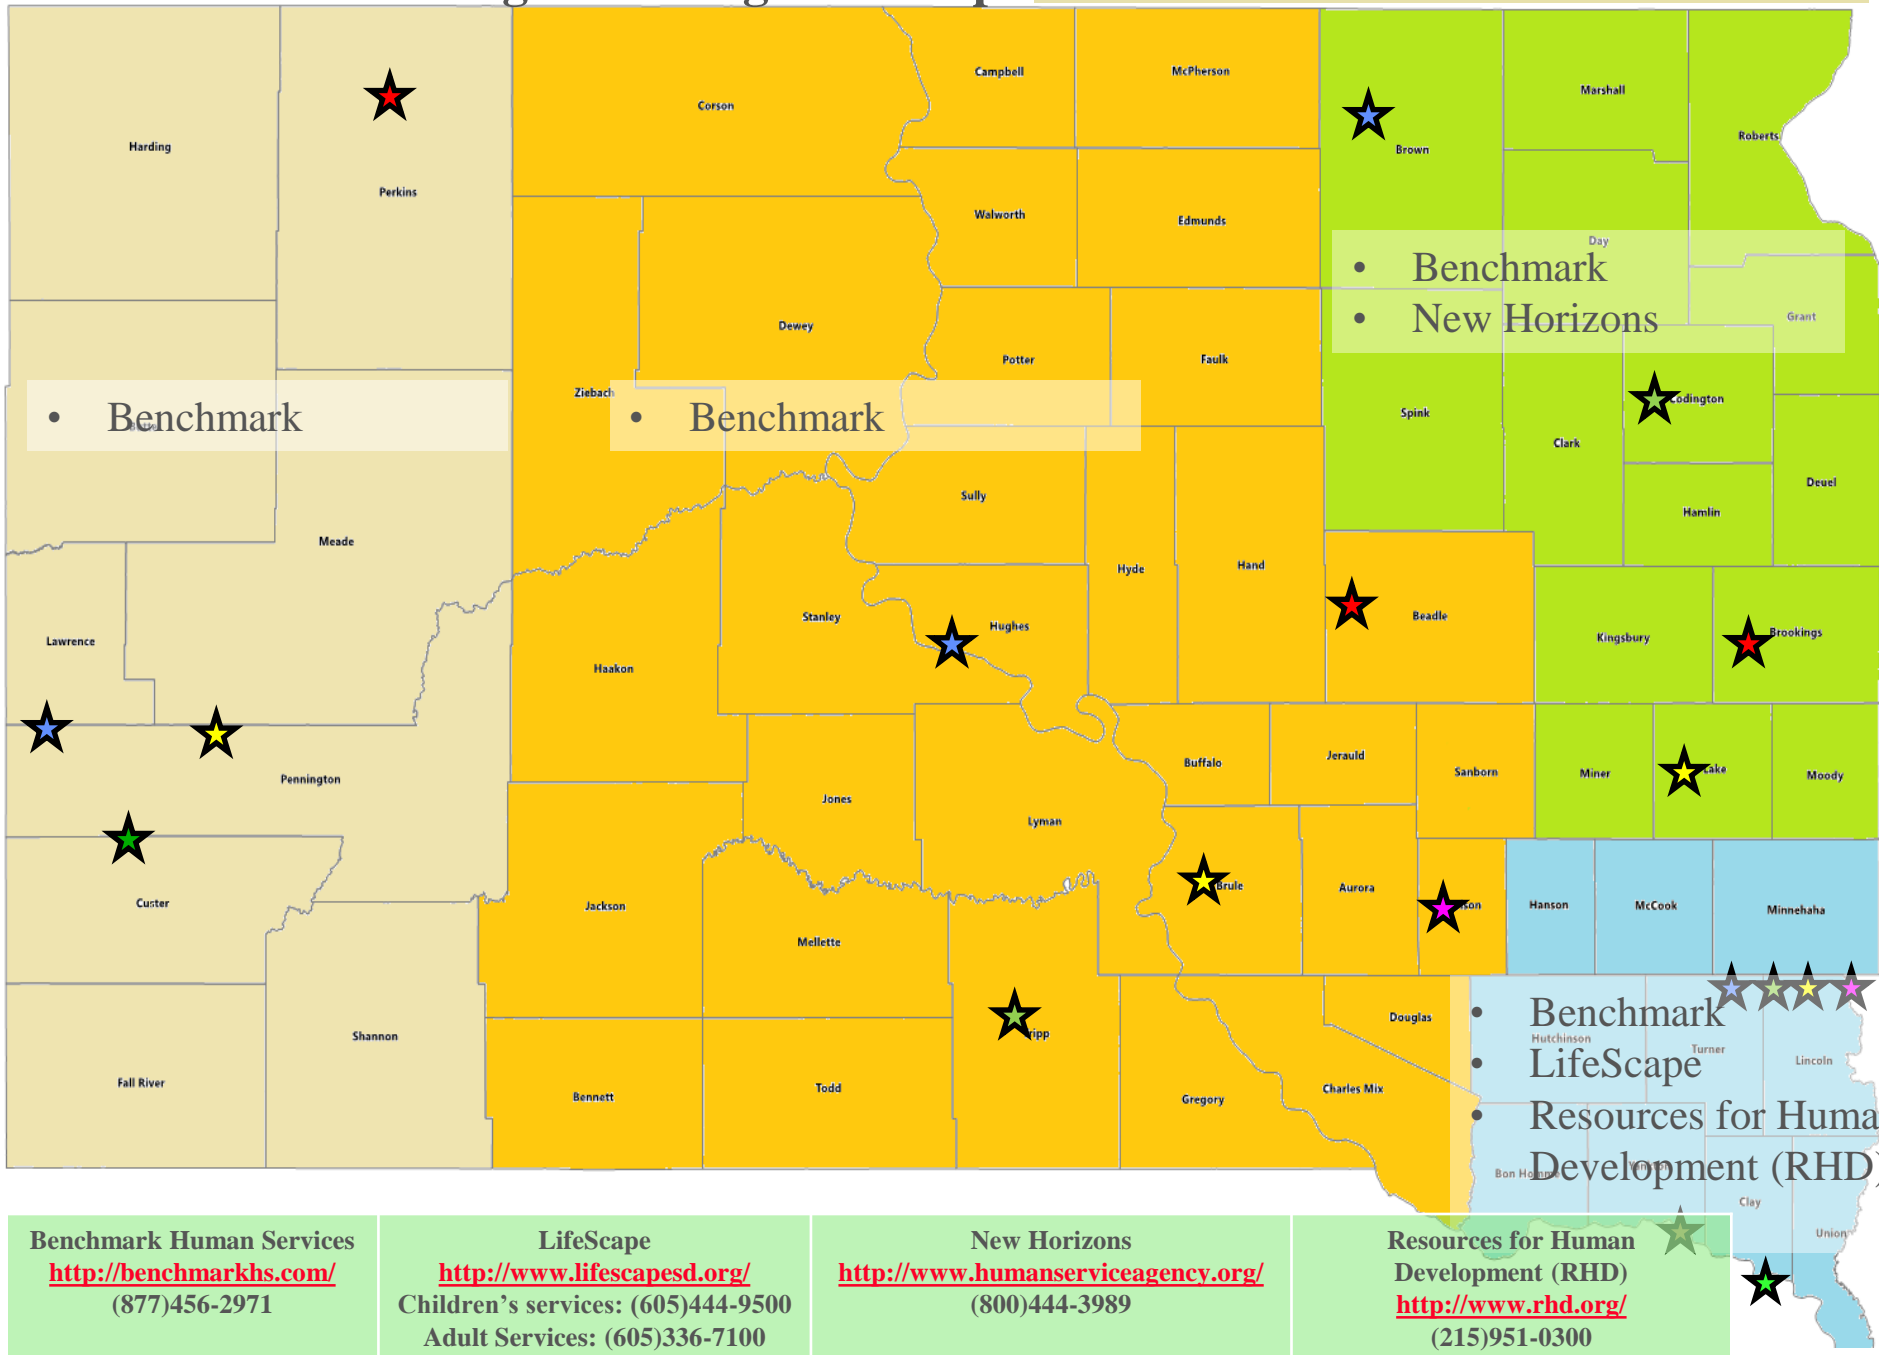 Campbell
McPherson
Corson
Marshall
Roberts
Brown
Harding
Perkins
Walworth
Edmunds
Day
• Benchmark
• New Horizons
Grant
Dewey
Potter
Faulk
Ziebach
• Benchmark
• Benchmark
Codington
Spink
Clark
Deuel
Sully
Hamlin
Meade
Hyde
Hand
Lawrence
Stanley
Hughes
Beadle
Kingsbury
Brookings
Haakon
Pennington
Buffalo
Jerauld
Sanborn
Miner
Lake
Moody
Jones
Lyman
Custer
Jackson
Brule
Aurora
Hanson
McCook
Minnehaha
Mellette
Shannon
Douglas
Fall River
Bennett
Todd
Gregory
Charles Mix
• Benchmark
Hutchinson
Turner
Lincoln
• LifeScape
• Resources for Huma
Development (RHD)
Bon Homme
Clay
Union
Benchmark Human Services
http://benchmarkhs.com/
(877)456-2971
LifeScape
http://www.lifescapesd.org/
Children’s services: (605)444-9500
Adult Services: (605)336-7100
New Horizons
http://www.humanserviceagency.org/
(800)444-3989
Resources for Human
Development (RHD)
http://www.rhd.org/
(215)951-0300